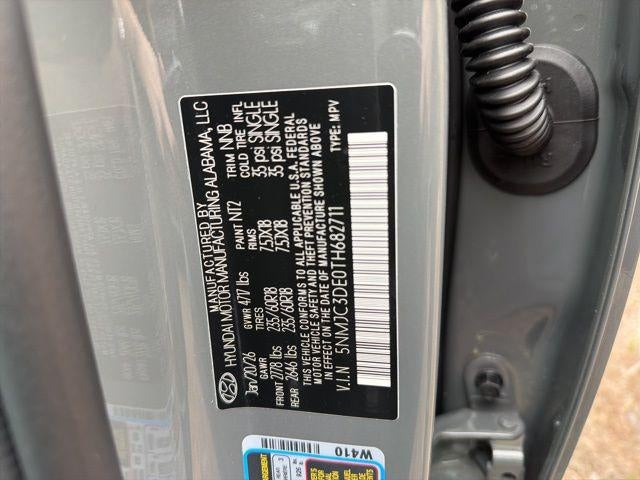 MANUFACTURED BY
HYUNDAI MOTOR MANUFACTURING ALABAMA, LLC
Jan/20/26 GVWR 477 lbs PAINT NT2 TRIM NNB
GAWR TIRES RIMS COLD TIRE INFL
FRONT 2778 lbs 235/60R18 7.5JX18 35 psi SINGLE
REAR 2646 lbs 235/60R18 7.5JX18 35 psi SINGLE
THIS VEHICLE CONFORMS TO ALL APPLICABLE U.S.A. FEDERAL
MOTOR VEHICLE SAFETY AND THEFT PREVENTION STANDARDS
IN EFFECT ON THE DATE OF MANUFACTURE SHOWN ABOVE
V.I.N 5NMJC3DE0TH682711 TYPE: MPV
W410